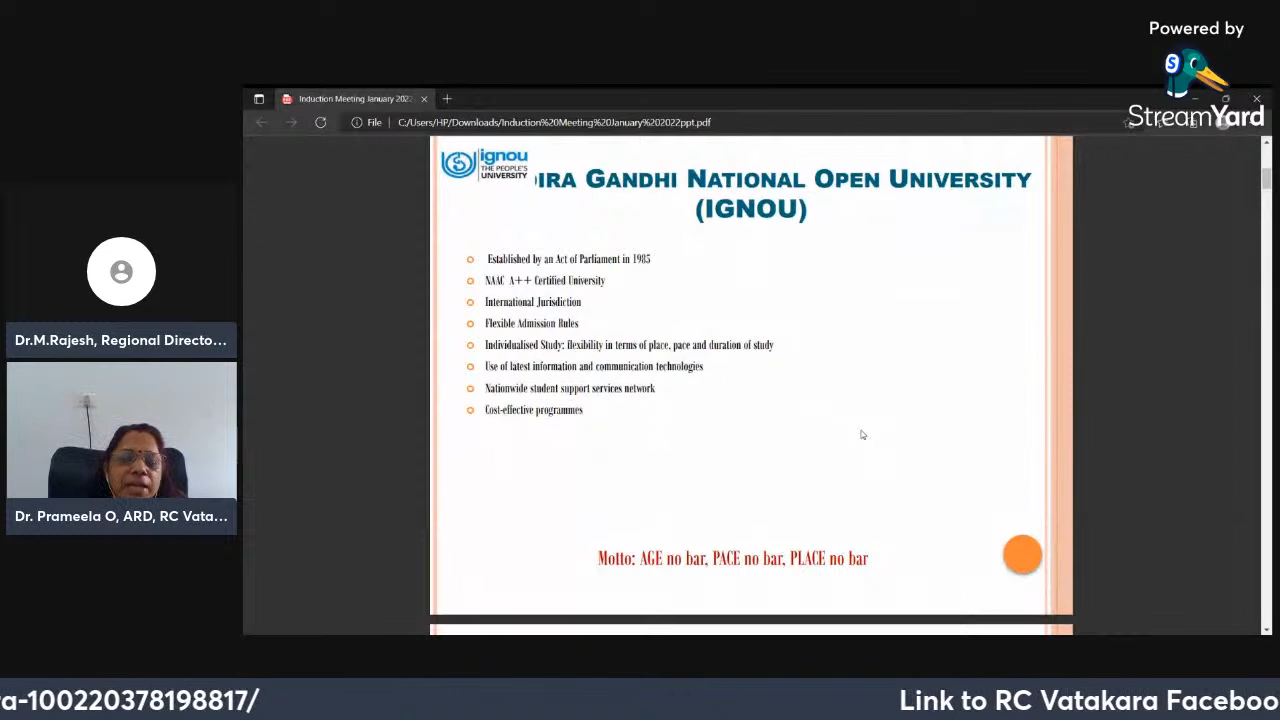 Powered by
S
StreamYard
Induction Meeting January 2022
File C:/Users/HP/Downloads/Induction%20Meeting%20January%202022ppt.pdf
ignou
THE PEOPLE'S
UNIVERSITY
DIRA GANDHI NATIONAL OPEN UNIVERSITY
(IGNOU)
Established by an Act of Parliament in 1985
NAAC A++ Certified University
International Jurisdiction
Flexible Admission Rules
Individualised Study: flexibility in terms of place, pace and duration of study
Use of latest information and communication technologies
Nationwide student support services network
Cost-effective programmes
Motto: AGE no bar, PACE no bar, PLACE no bar
Dr.M.Rajesh, Regional Directo...
Dr. Prameela O, ARD, RC Vata...
ra-100220378198817/
Link to RC Vatakara Faceboo